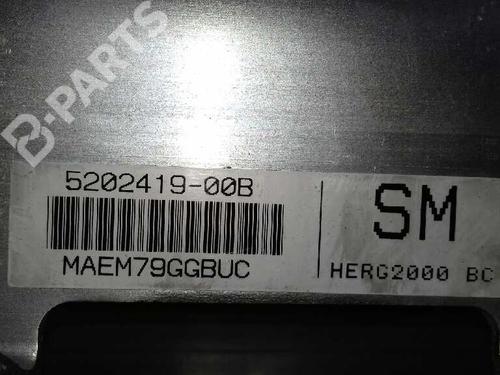 B-PARTS
5202419-00B
MAEM79GGBUC
SM
HERG2000 BC